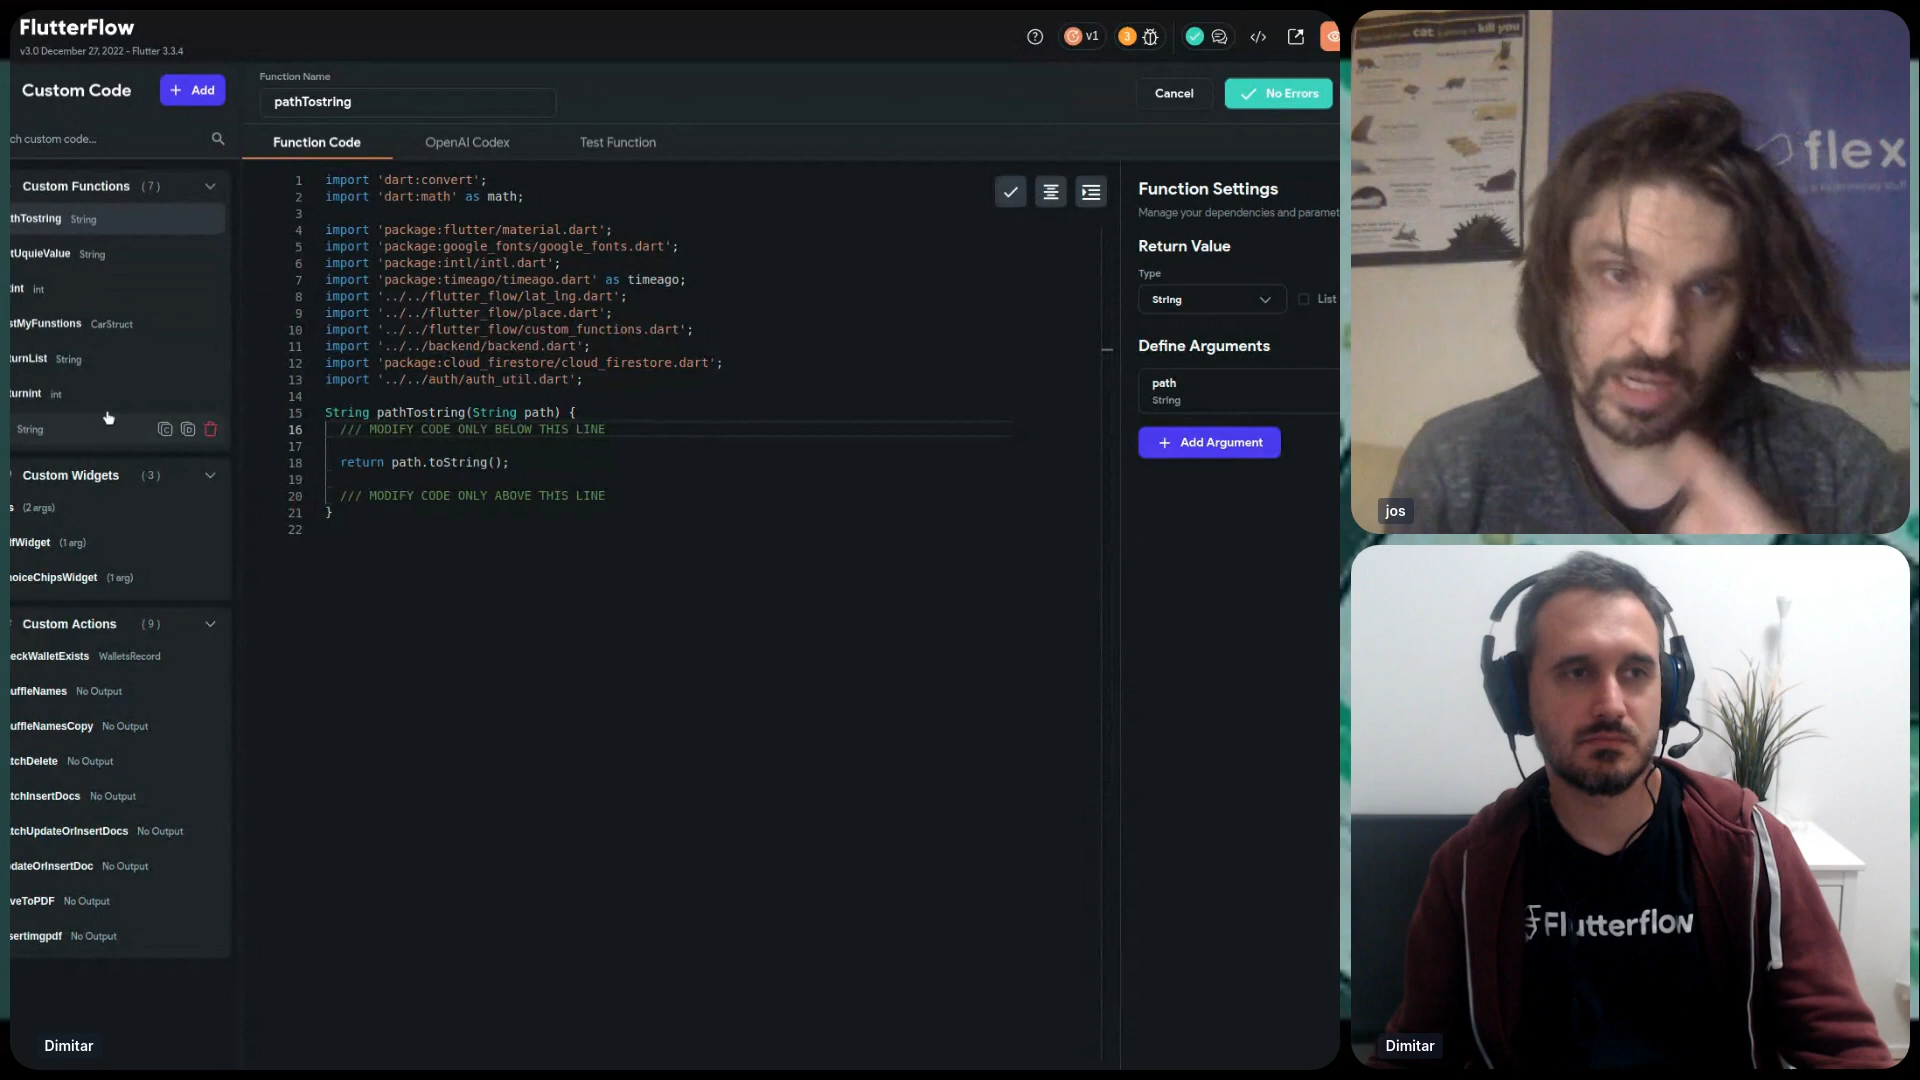 FlutterFlow
v3.0 December 27, 2022 - Flutter 3.3.4
v1
3
Custom Code
+ Add
ch custom code...
Function Name
pathTostring
Cancel
No Errors
Function Code
OpenAI Codex
Test Function
Custom Functions (7)
thTostring String
tUquieValue String
int int
stMyFunstions CarStruct
urnList String
urnint int
String
Custom Widgets (3)
s (2 args)
fWidget (1 arg)
noiceChipsWidget (1 arg)
Custom Actions (9)
eckWalletExists WalletsRecord
uffleNames No Output
uffleNamesCopy No Output
tchDelete No Output
tchInsertDocs No Output
tchUpdateOrInsertDocs No Output
odateOrInsertDoc No Output
veToPDF No Output
sertimgpdf No Output
1 import 'dart:convert';
2 import 'dart:math' as math;
3
4 import 'package:flutter/material.dart';
5 import 'package:google_fonts/google_fonts.dart';
6 import 'package:intl/intl.dart';
7 import 'package:timeago/timeago.dart' as timeago;
8 import '../../flutter_flow/lat_lng.dart';
9 import '../../flutter_flow/place.dart';
10 import '../../flutter_flow/custom_functions.dart';
11 import '../../backend/backend.dart';
12 import 'package:cloud_firestore/cloud_firestore.dart';
13 import '../../auth/auth_util.dart';
14
15 String pathTostring(String path) {
16 /// MODIFY CODE ONLY BELOW THIS LINE
17
18 return path.toString();
19
20 /// MODIFY CODE ONLY ABOVE THIS LINE
21 }
22
Function Settings
Manage your dependencies and paramet
Return Value
Type
String
List
Define Arguments
path
String
+ Add Argument
Dimitar
cat kill you
flex
jos
Flutterflow
Dimitar